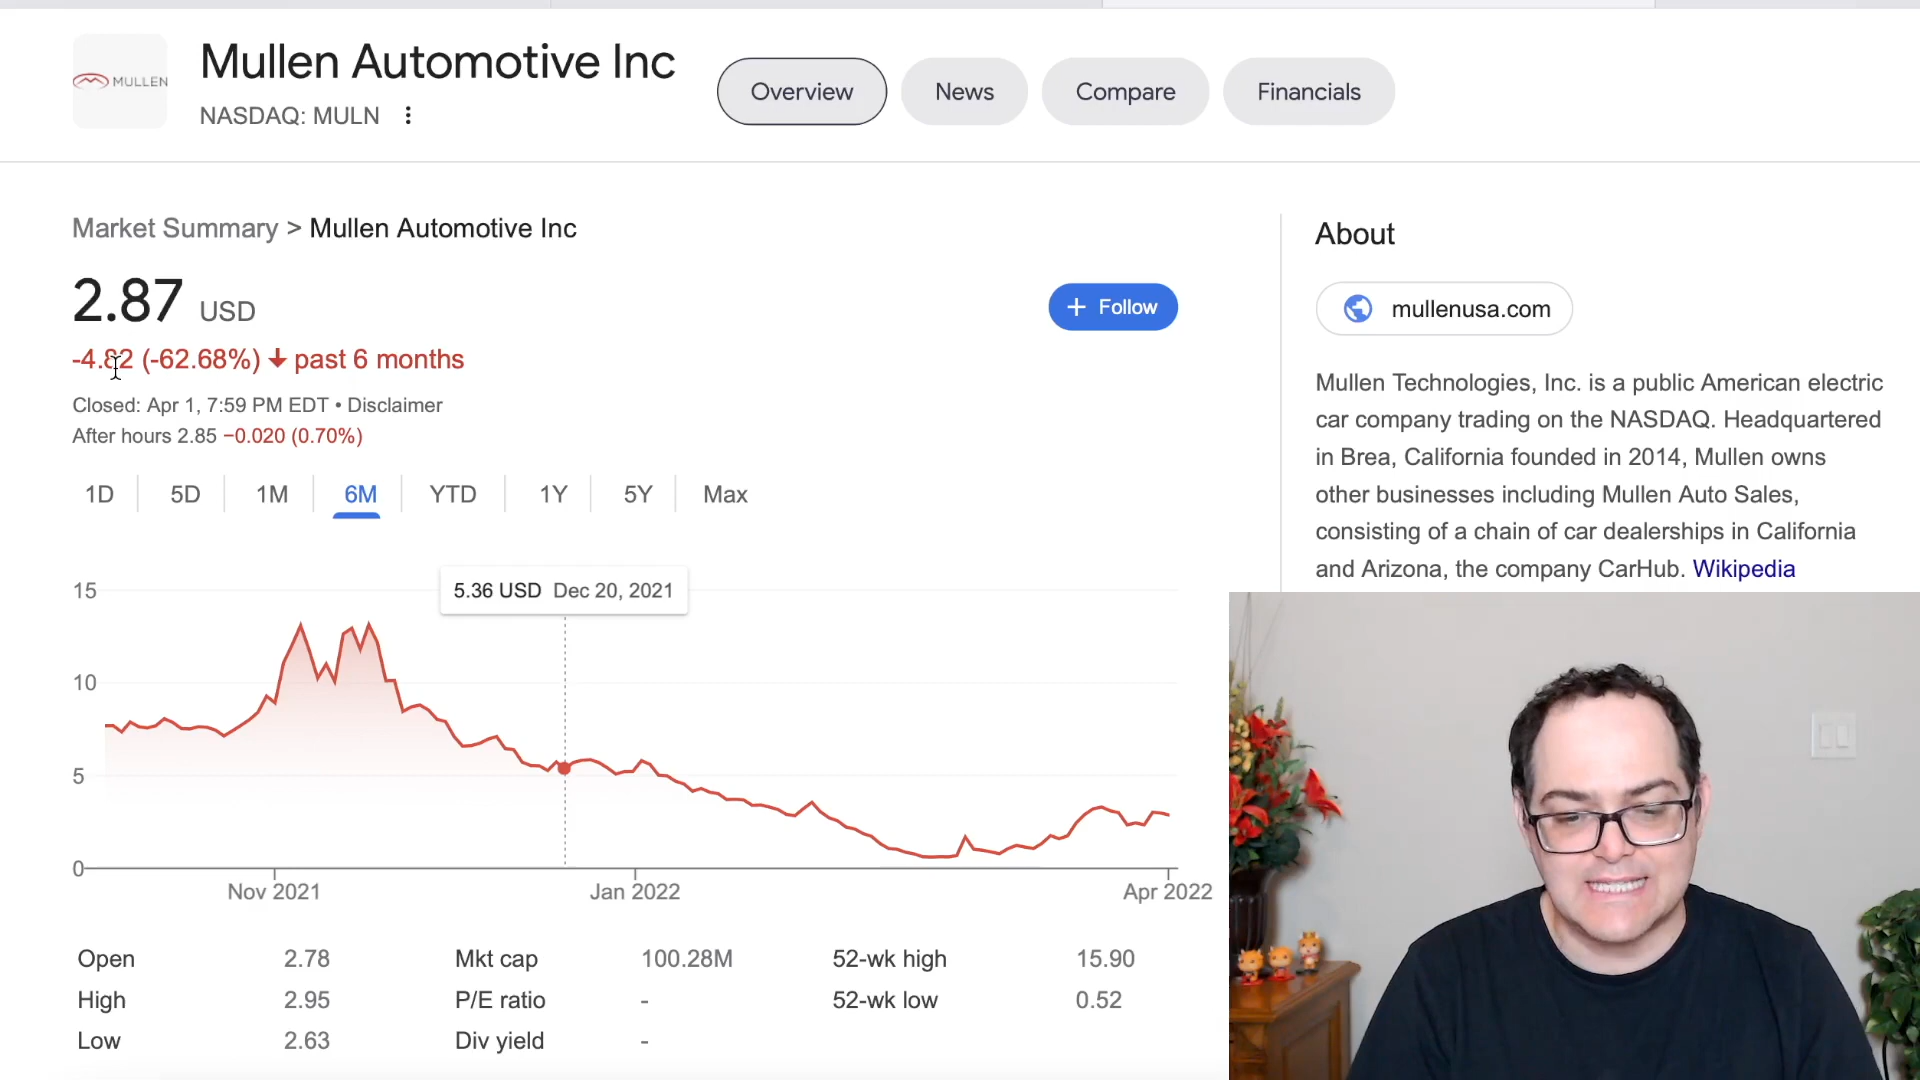 MULLEN
Mullen Automotive Inc
NASDAQ: MULN
Overview
News
Compare
Financials
Market Summary > Mullen Automotive Inc
2.87 USD
+ Follow
-4.82 (-62.68%) ↓ past 6 months
Closed: Apr 1, 7:59 PM EDT • Disclaimer
After hours 2.85 −0.020 (0.70%)
1D 5D 1M 6M YTD 1Y 5Y Max
5.36 USD Dec 20, 2021
15
10
5
0
Nov 2021 Jan 2022 Apr 2022
Open 2.78 Mkt cap 100.28M 52-wk high 15.90
High 2.95 P/E ratio - 52-wk low 0.52
Low 2.63 Div yield -
About
mullenusa.com
Mullen Technologies, Inc. is a public American electric
car company trading on the NASDAQ. Headquartered
in Brea, California founded in 2014, Mullen owns
other businesses including Mullen Auto Sales,
consisting of a chain of car dealerships in California
and Arizona, the company CarHub. Wikipedia